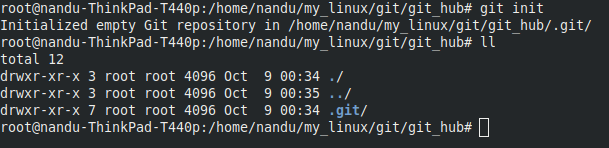 root@nandu-ThinkPad-T440p:/home/nandu/my_linux/git/git_hub# git init
Initialized empty Git repository in /home/nandu/my_linux/git/git_hub/.git/
root@nandu-ThinkPad-T440p:/home/nandu/my_linux/git/git_hub# ll
total 12
drwxr-xr-x 3 root root 4096 Oct  9 00:34 ./
drwxr-xr-x 3 root root 4096 Oct  9 00:35 ../
drwxr-xr-x 7 root root 4096 Oct  9 00:34 .git/
root@nandu-ThinkPad-T440p:/home/nandu/my_linux/git/git_hub#